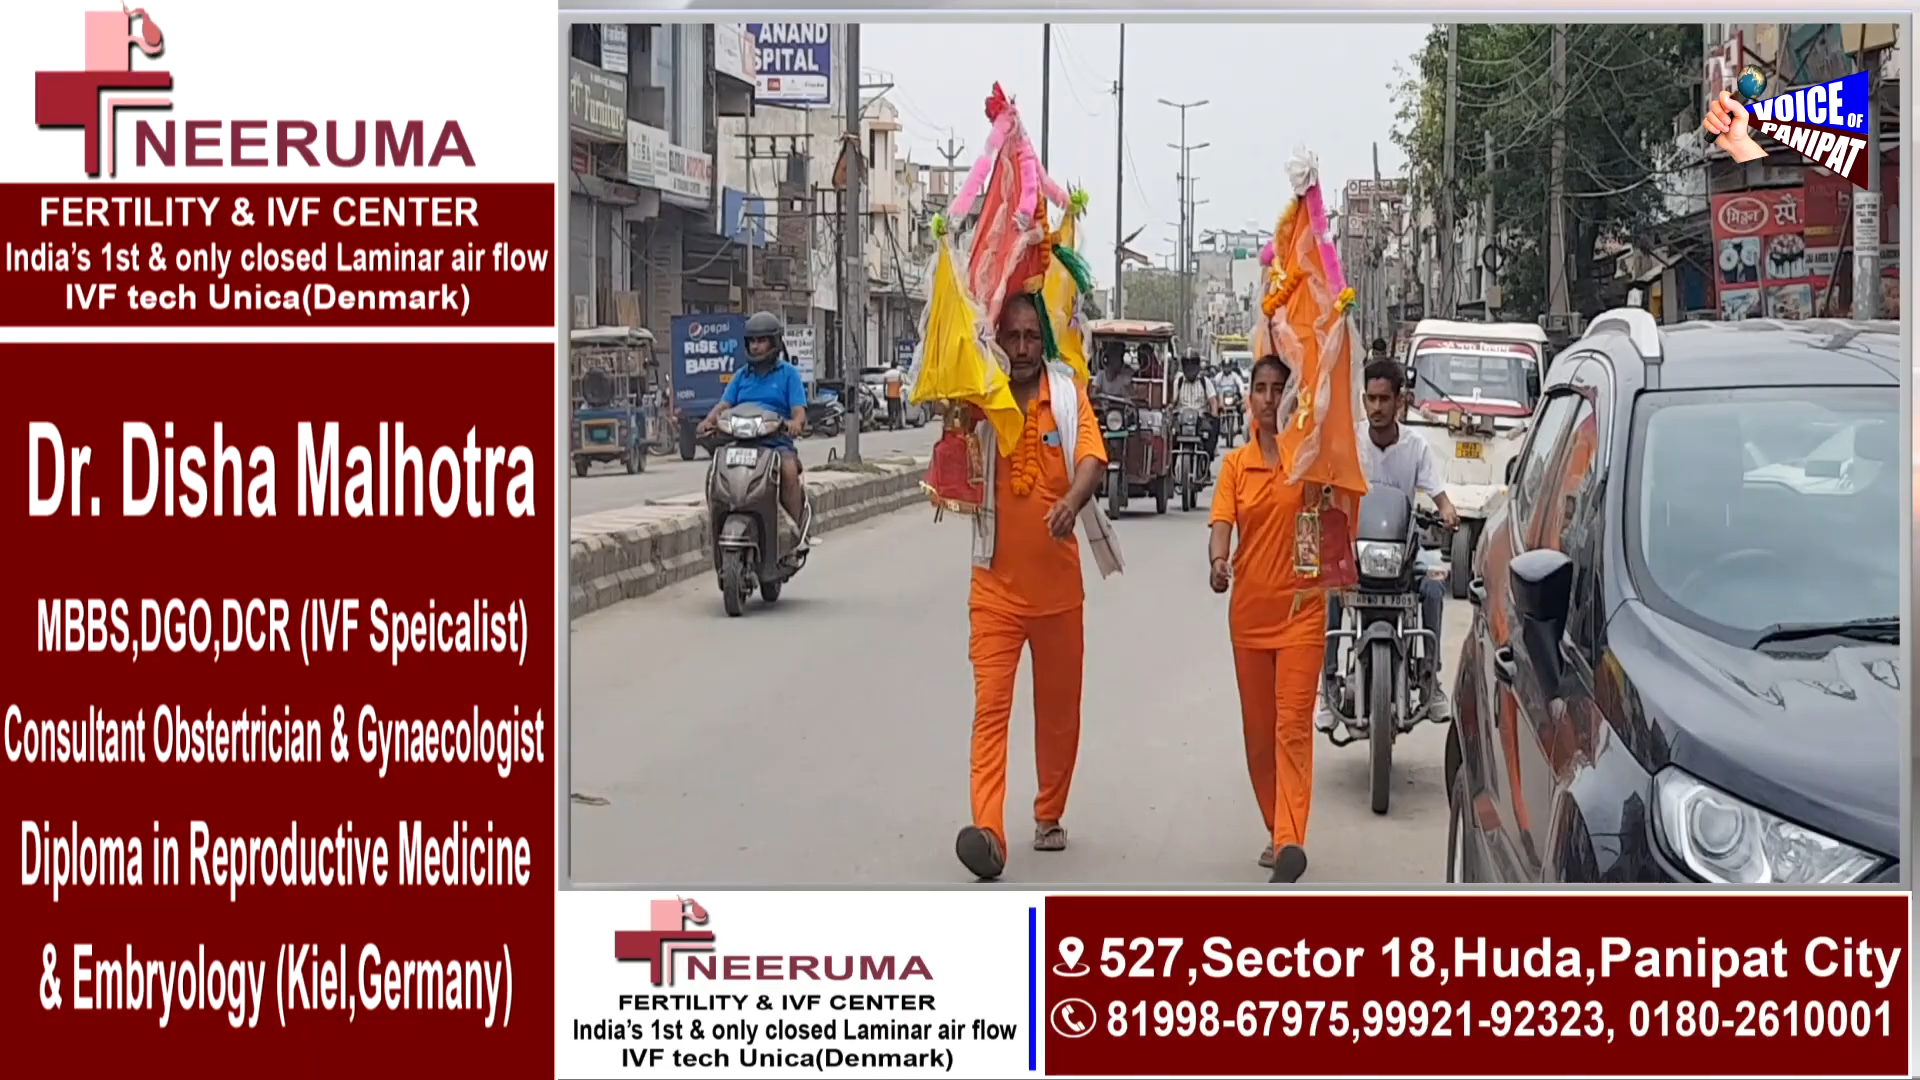 NEERUMA
FERTILITY & IVF CENTER
India's 1st & only closed Laminar air flow
IVF tech Unica(Denmark)
Dr. Disha Malhotra
MBBS,DGO,DCR (IVF Speicalist)
Consultant Obstertrician & Gynaecologist
Diploma in Reproductive Medicine
& Embryology (Kiel,Germany)
ANAND
SPITAL
Furniture
pepsi
RISE UP
BABY!
VOICE OF
PANIPAT
मित्तल स्पे.
NEERUMA
FERTILITY & IVF CENTER
India's 1st & only closed Laminar air flow
IVF tech Unica(Denmark)
527,Sector 18,Huda,Panipat City
81998-67975,99921-92323, 0180-2610001